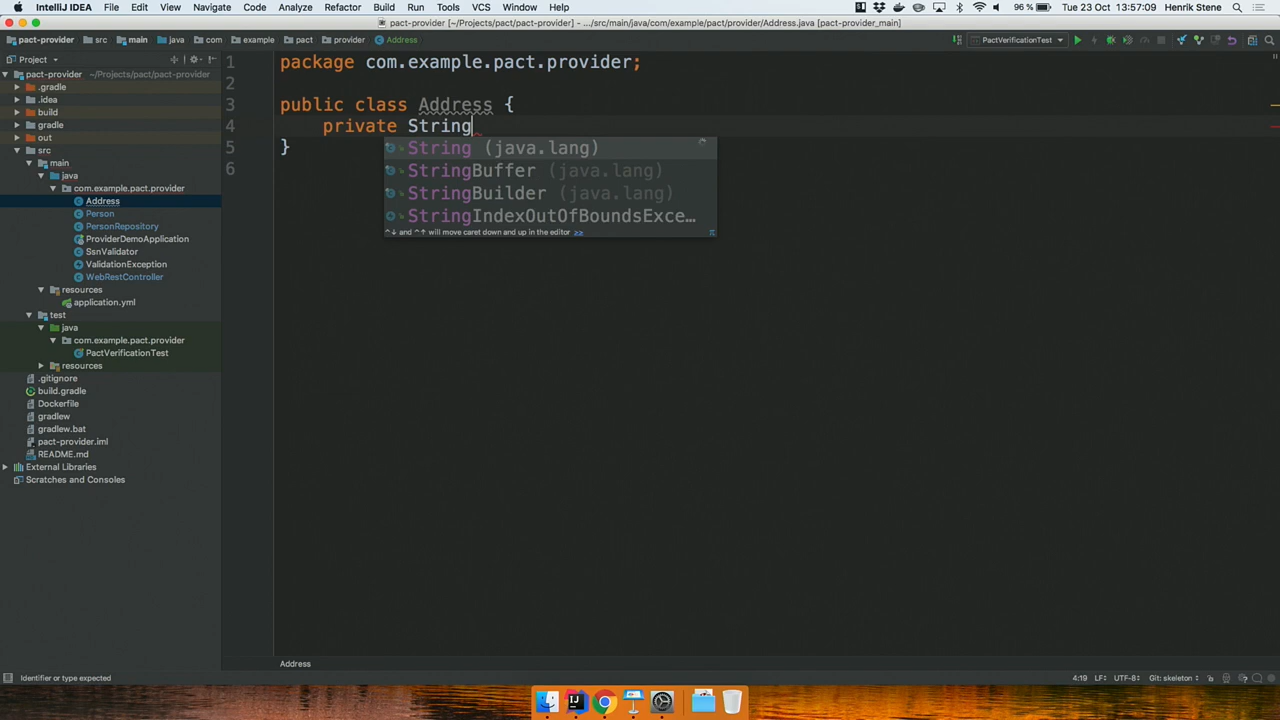 IntelliJ IDEA File Edit View Navigate Code Analyze Refactor Build Run Tools VCS Window Help 96 % Tue 23 Oct 13:57:09 Henrik Stene
pact-provider [~/Projects/pact/pact-provider] - .../src/main/java/com/example/pact/provider/Address.java [pact-provider_main]
pact-provider src main java com example pact provider Address PactVerificationTest
Project
pact-provider ~/Projects/pact/pact-provider
.gradle
.idea
build
gradle
out
src
main
java
com.example.pact.provider
Address
Person
PersonRepository
ProviderDemoApplication
SsnValidator
ValidationException
WebRestController
resources
application.yml
test
java
com.example.pact.provider
PactVerificationTest
resources
.gitignore
build.gradle
Dockerfile
gradlew
gradlew.bat
pact-provider.iml
README.md
External Libraries
Scratches and Consoles
1 package com.example.pact.provider;
2
3 public class Address {
4 private String
5 }
6
String (java.lang)
StringBuffer (java.lang)
StringBuilder (java.lang)
StringIndexOutOfBoundsExce…
^↓ and ^↑ will move caret down and up in the editor >> π
Address
Identifier or type expected 4:19 LF÷ UTF-8÷ Git: skeleton÷
IJ